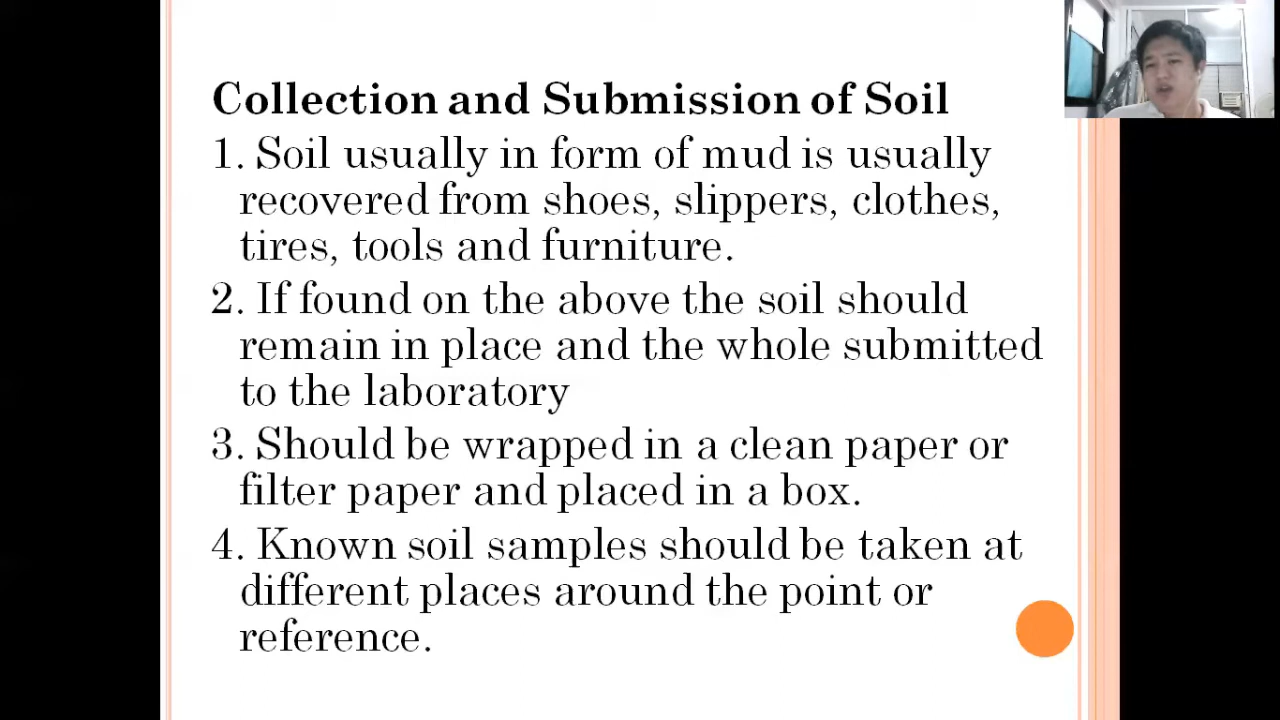 Collection and Submission of Soil
1. Soil usually in form of mud is usually
recovered from shoes, slippers, clothes,
tires, tools and furniture.
2. If found on the above the soil should
remain in place and the whole submitted
to the laboratory
3. Should be wrapped in a clean paper or
filter paper and placed in a box.
4. Known soil samples should be taken at
different places around the point or
reference.